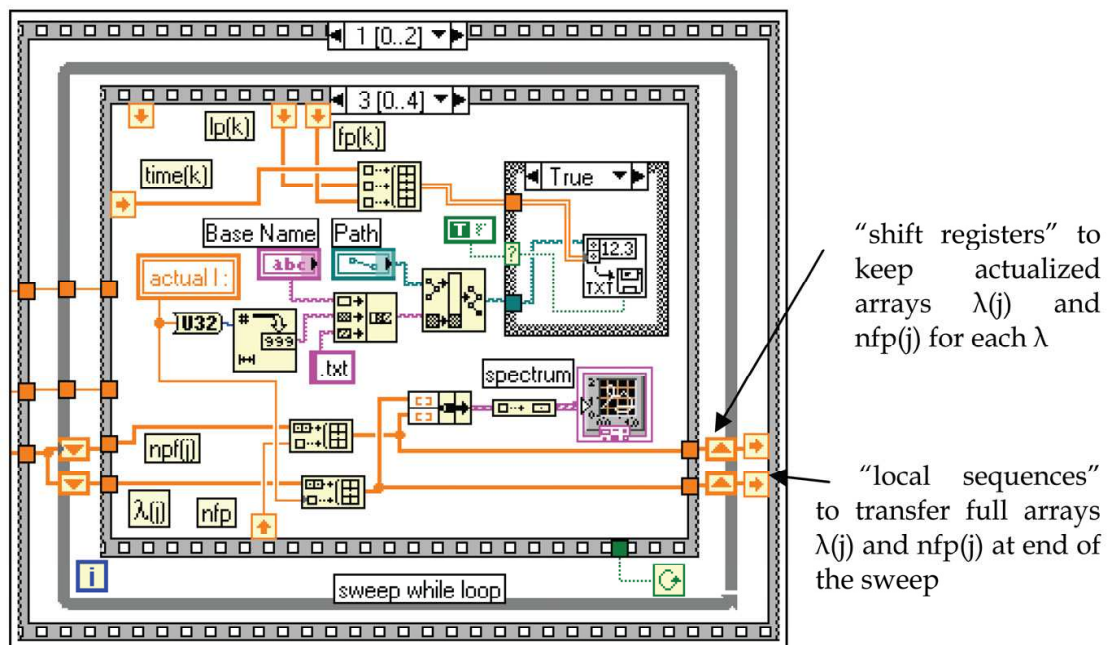 1 [0..2]
3 [0..4]
lp(k)
fp(k)
time(k)
True
Base Name
Path
T F
?
abc
12.3
actual l :
TXT
U32
#
999
.txt
spectrum
npf(j)
λ(j)
nfp
i
sweep while loop
“shift registers” to
keep actualized
arrays λ(j) and
nfp(j) for each λ
“local sequences”
to transfer full arrays
λ(j) and nfp(j) at end of
the sweep